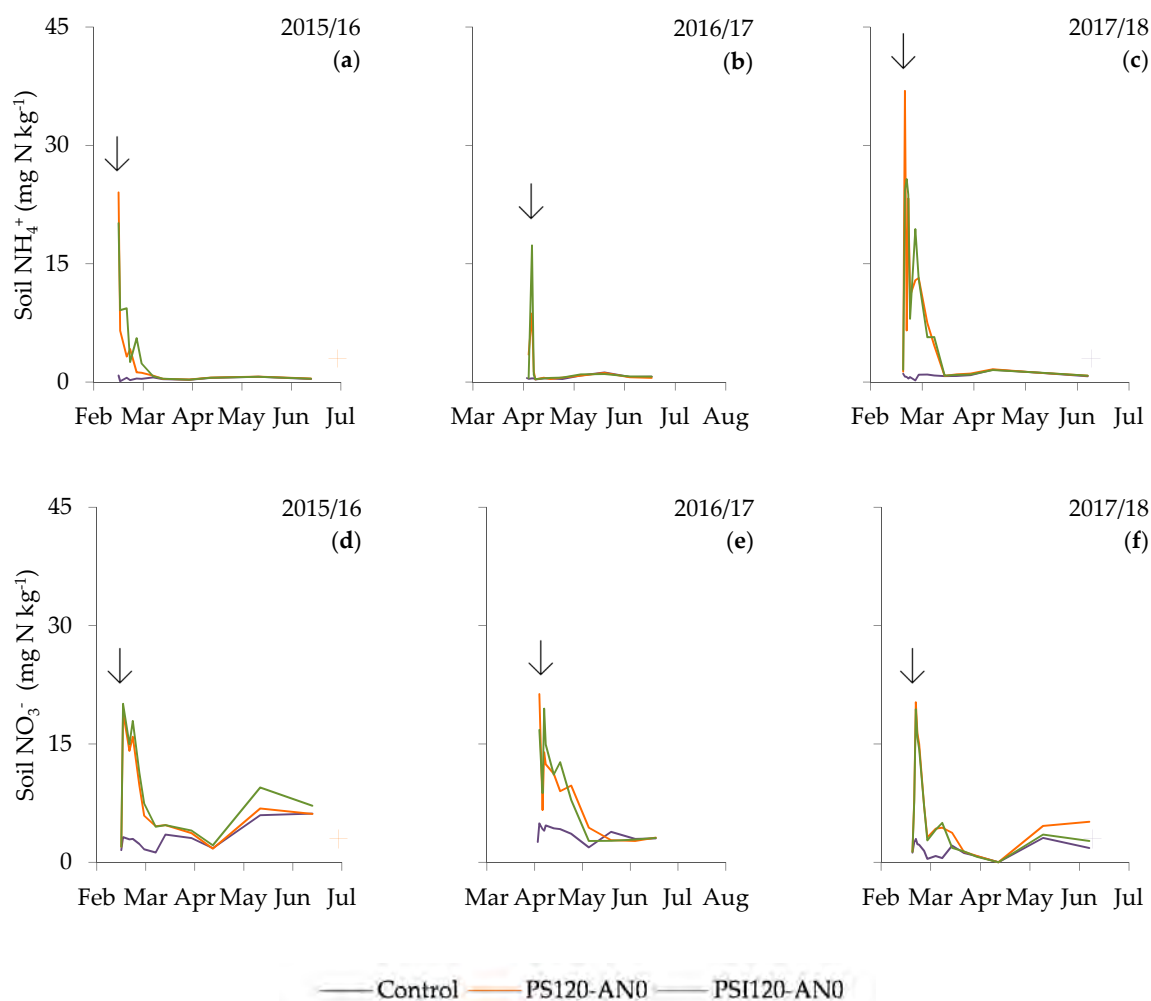 45
2015/16
2016/17
2017/18
(a)
(b)
(c)
Soil NH₄⁺ (mg N kg⁻¹)
30
15
0
Feb Mar Apr May Jun Jul
Mar Apr May Jun Jul Aug
Feb Mar Apr May Jun Jul
45
2015/16
2016/17
2017/18
(d)
(e)
(f)
Soil NO₃⁻ (mg N kg⁻¹)
30
15
0
Feb Mar Apr May Jun Jul
Mar Apr May Jun Jul Aug
Feb Mar Apr May Jun Jul
Control PS120-AN0 PSI120-AN0